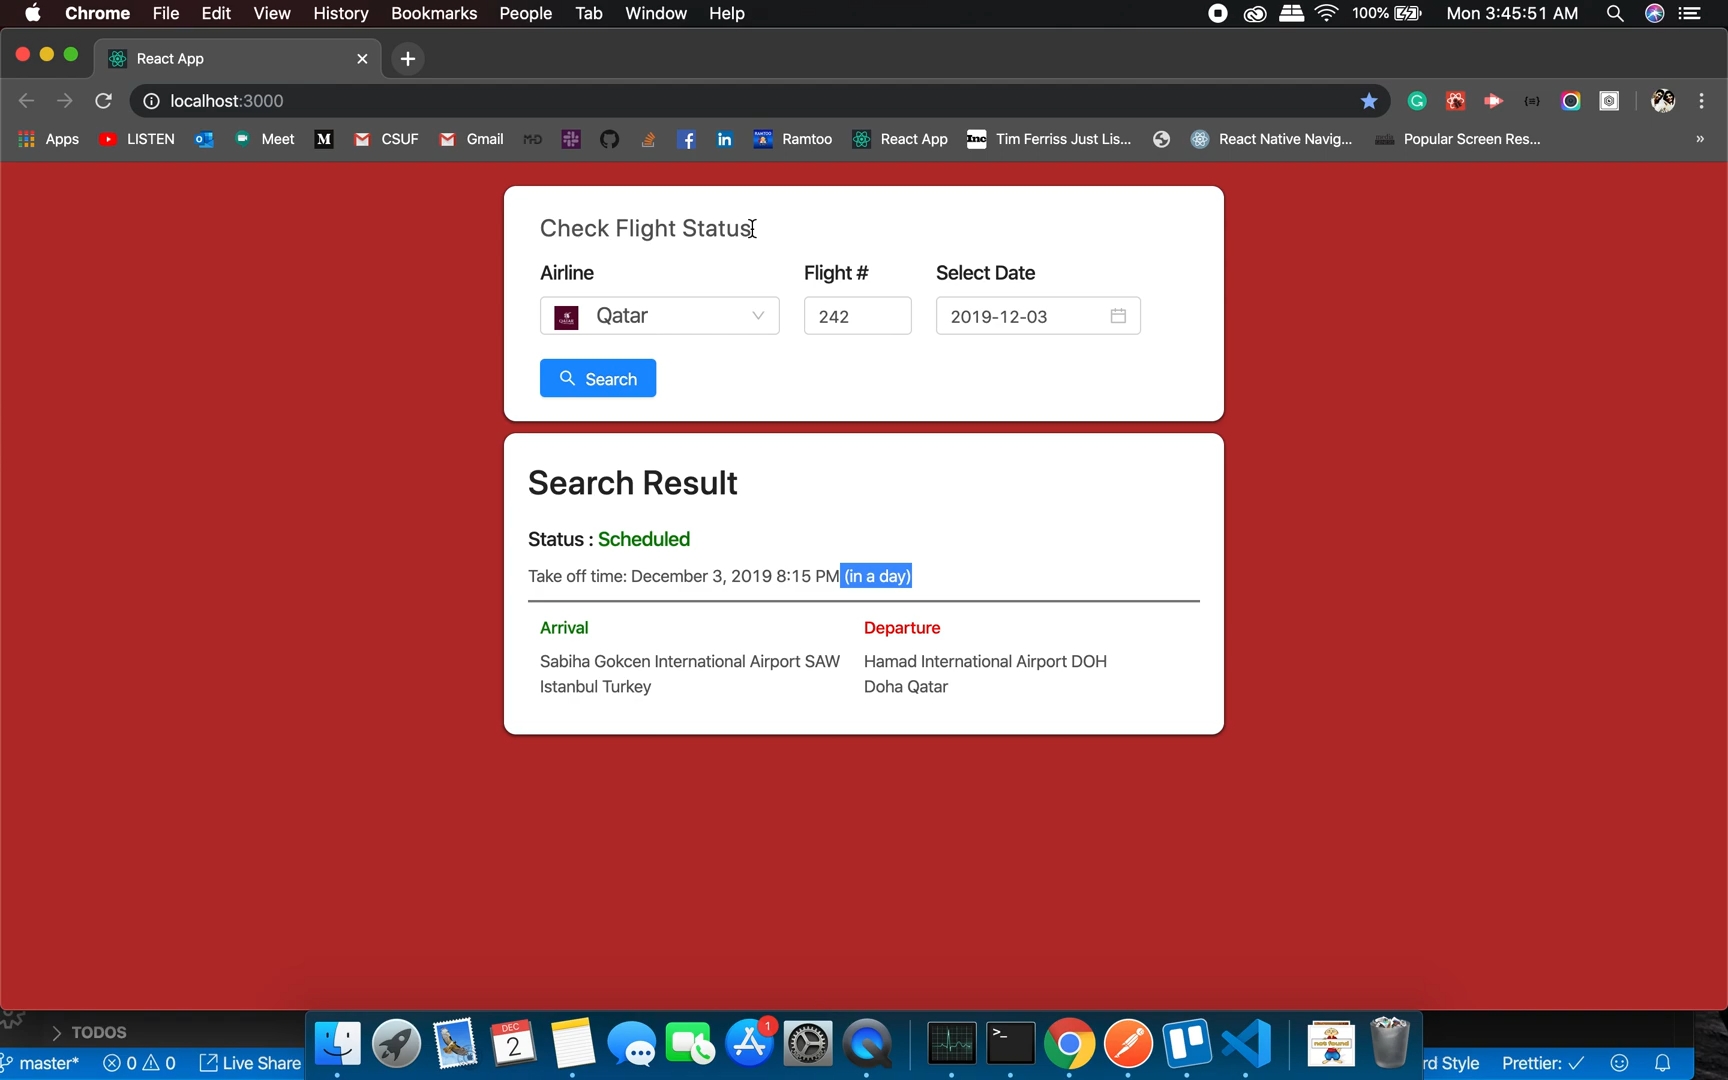 Chrome File Edit View History Bookmarks People Tab Window Help 100% Mon 3:45:51 AM
React App
localhost:3000
Apps LISTEN Meet M CSUF Gmail Ramtoo React App Inc Tim Ferriss Just Lis... React Native Navig... Popular Screen Res... »
Check Flight Status
Airline Flight # Select Date
Qatar 242 2019-12-03
Search
Search Result
Status : Scheduled
Take off time: December 3, 2019 8:15 PM (in a day)
Arrival Departure
Sabiha Gokcen International Airport SAW Hamad International Airport DOH
Istanbul Turkey Doha Qatar
TODOS
DEC
2
1
master* 0 0 Live Share rd Style Prettier: ✓